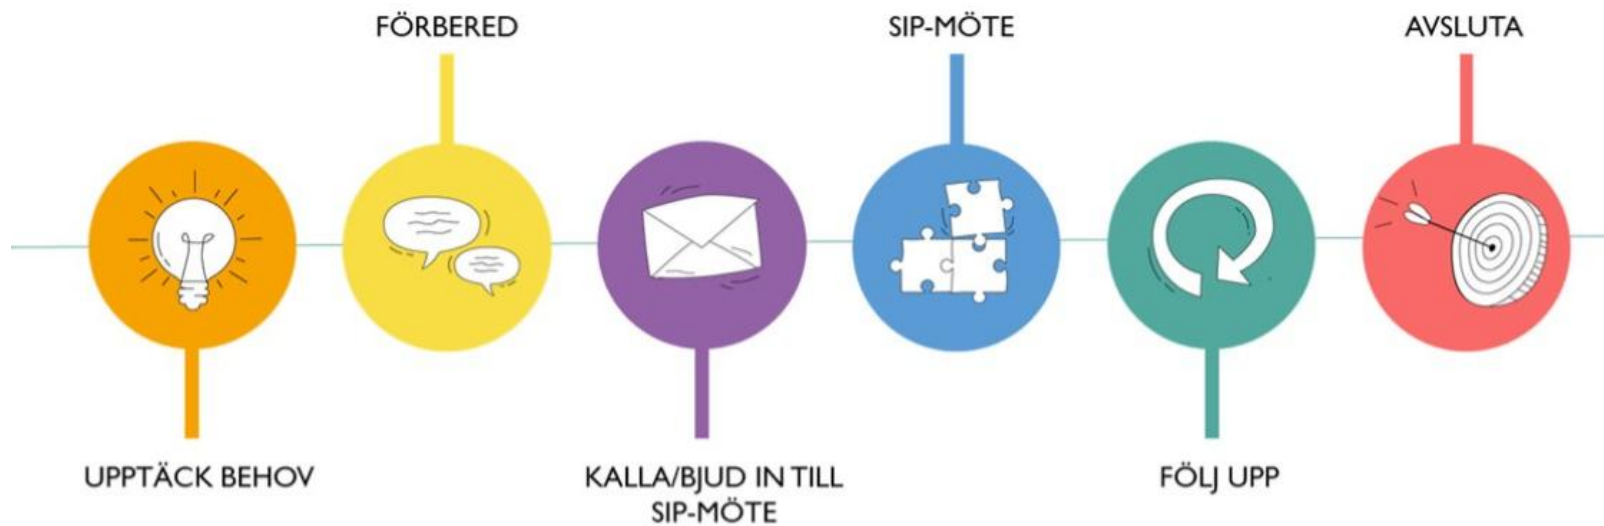 UPPTÄCK BEHOV
FÖRBERED
KALLA/BJUD IN TILL
SIP-MÖTE
SIP-MÖTE
FÖLJ UPP
AVSLUTA